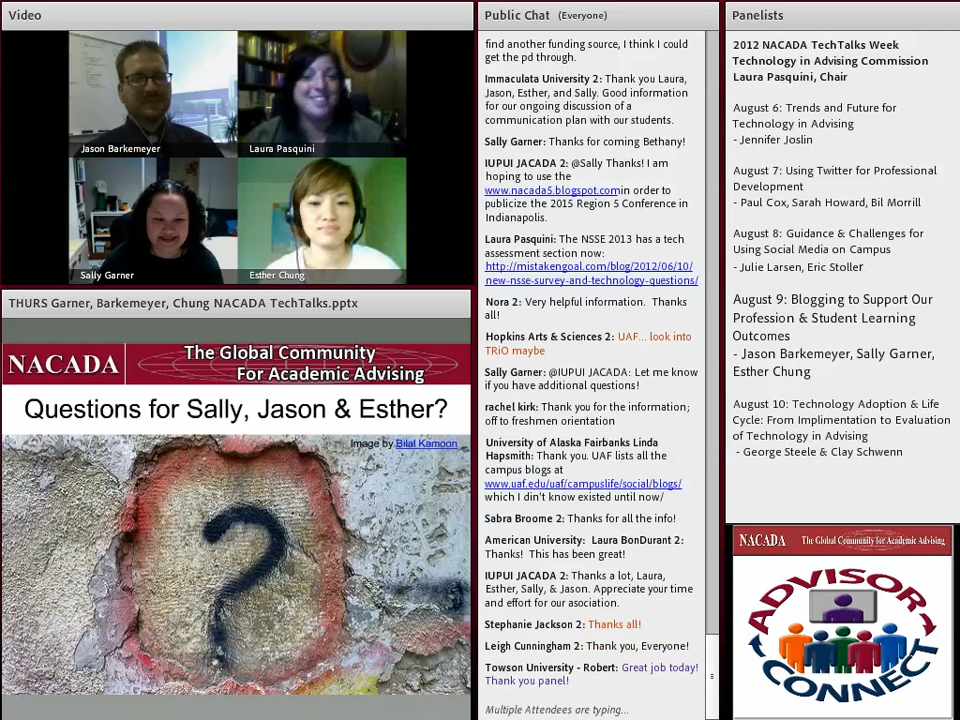 Video
Jason Barkemeyer
Laura Pasquini
Sally Garner
Esther Chung
THURS Garner, Barkemeyer, Chung NACADA TechTalks.pptx
NACADA
The Global Community
For Academic Advising
Questions for Sally, Jason & Esther?
Image by Bilal Kamoon
?
Public Chat (Everyone)
find another funding source, I think I could
get the pd through.
Immaculata University 2: Thank you Laura,
Jason, Esther, and Sally. Good information
for our ongoing discussion of a
communication plan with our students.
Sally Garner: Thanks for coming Bethany!
IUPUI JACADA 2: @Sally Thanks! I am
hoping to use the
www.nacada5.blogspot.comin order to
publicize the 2015 Region 5 Conference in
Indianapolis.
Laura Pasquini: The NSSE 2013 has a tech
assessment section now:
http://mistakengoal.com/blog/2012/06/10/
new-nsse-survey-and-technology-questions/
Nora 2: Very helpful information. Thanks
all!
Hopkins Arts & Sciences 2: UAF... look into
TRiO maybe
Sally Garner: @IUPUI JACADA: Let me know
if you have additional questions!
rachel kirk: Thank you for the information;
off to freshmen orientation
University of Alaska Fairbanks Linda
Hapsmith: Thank you. UAF lists all the
campus blogs at
www.uaf.edu/uaf/campuslife/social/blogs/
which I din't know existed until now/
Sabra Broome 2: Thanks for all the info!
American University: Laura BonDurant 2:
Thanks! This has been great!
IUPUI JACADA 2: Thanks a lot, Laura,
Esther, Sally, & Jason. Appreciate your time
and effort for our asociation.
Stephanie Jackson 2: Thanks all!
Leigh Cunningham 2: Thank you, Everyone!
Towson University - Robert: Great job today!
Thank you panel!
Multiple Attendees are typing...
Panelists
2012 NACADA TechTalks Week
Technology in Advising Commission
Laura Pasquini, Chair
August 6: Trends and Future for
Technology in Advising
- Jennifer Joslin
August 7: Using Twitter for Professional
Development
- Paul Cox, Sarah Howard, Bil Morrill
August 8: Guidance & Challenges for
Using Social Media on Campus
- Julie Larsen, Eric Stoller
August 9: Blogging to Support Our
Profession & Student Learning
Outcomes
- Jason Barkemeyer, Sally Garner,
Esther Chung
August 10: Technology Adoption & Life
Cycle: From Implimentation to Evaluation
of Technology in Advising
- George Steele & Clay Schwenn
NACADA The Global Community for Academic Advising
ADVISOR
CONNECT